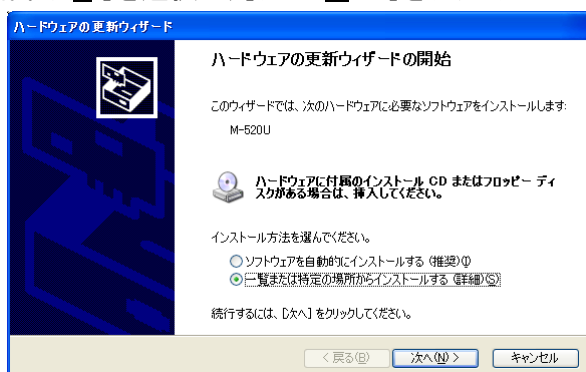 ハードウェアの更新ウィザード
ハードウェアの更新ウィザードの開始
このウィザードでは、次のハードウェアに必要なソフトウェアをインストールします:
M-520U
ハードウェアに付属のインストール CD またはフロッピー ディ
スクがある場合は、挿入してください。
インストール方法を選んでください。
ソフトウェアを自動的にインストールする (推奨)(I)
一覧または特定の場所からインストールする (詳細)(S)
続行するには、[次へ] をクリックしてください。
< 戻る(B) 次へ(N) > キャンセル